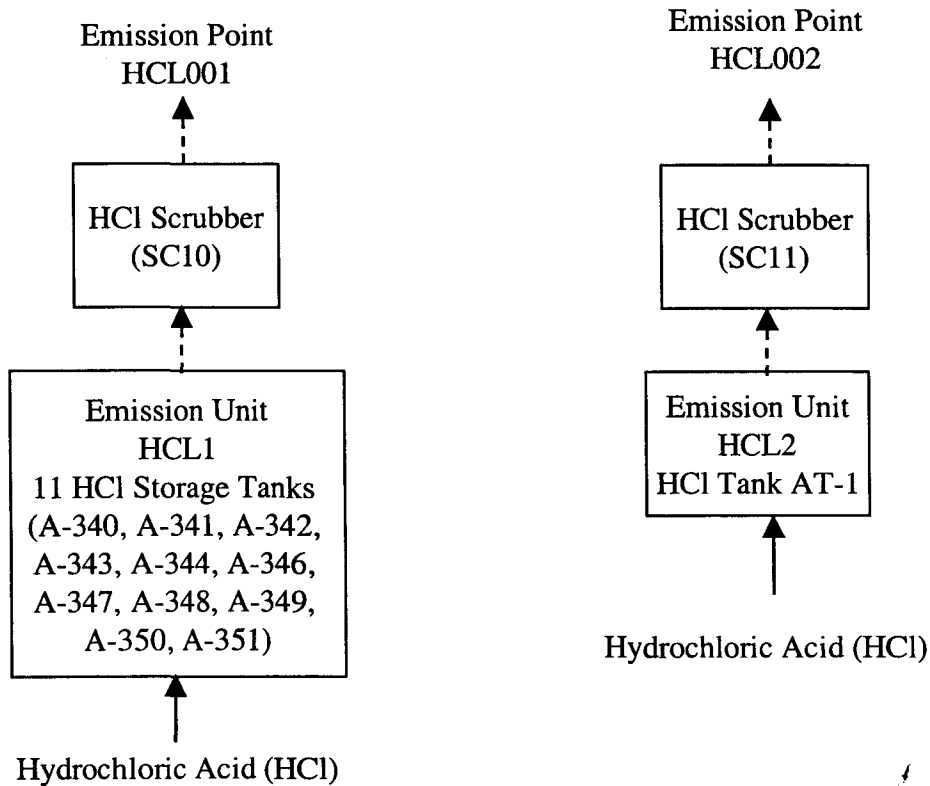 Emission Point
HCL001
HCl Scrubber
(SC10)
Emission Unit
HCL1
11 HCl Storage Tanks
(A-340, A-341, A-342,
A-343, A-344, A-346,
A-347, A-348, A-349,
A-350, A-351)
Hydrochloric Acid (HCl)
Emission Point
HCL002
HCl Scrubber
(SC11)
Emission Unit
HCL2
HCl Tank AT-1
Hydrochloric Acid (HCl)